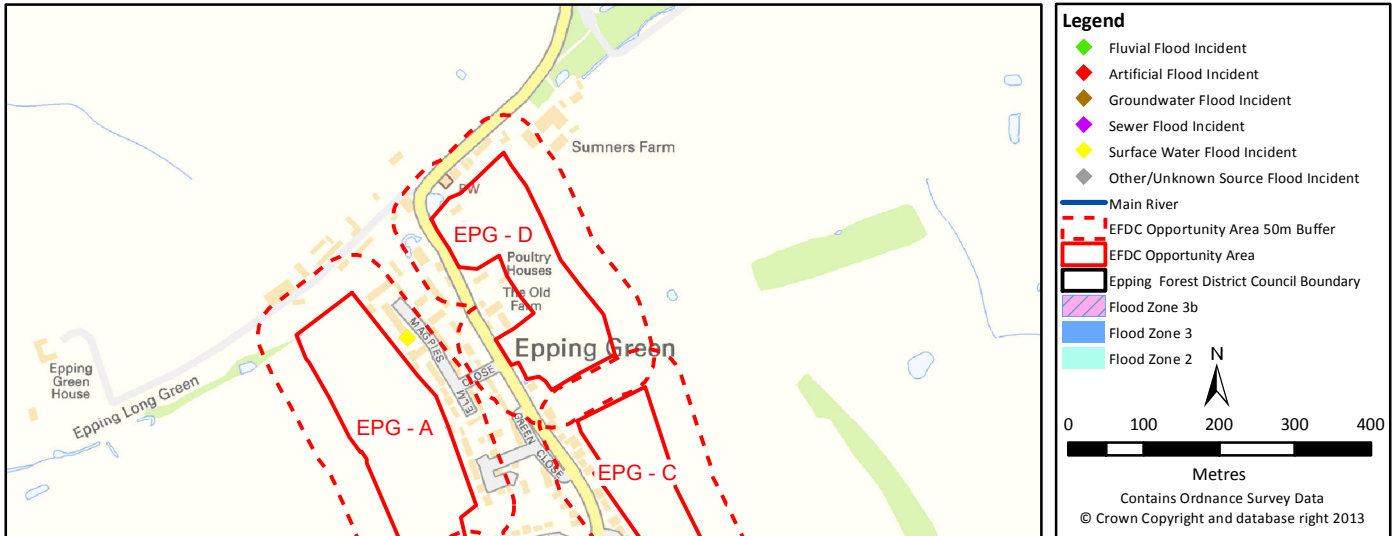 Sumners Farm
PW
EPG - D
Poultry
Houses
The Old
Farm
MAGPIES
Epping Green
CLOSE
ELM
Epping
Green
House
Epping Long Green
EPG - A
GREEN CLOSE
EPG - C
Legend
Fluvial Flood Incident
Artificial Flood Incident
Groundwater Flood Incident
Sewer Flood Incident
Surface Water Flood Incident
Other/Unknown Source Flood Incident
Main River
EFDC Opportunity Area 50m Buffer
EFDC Opportunity Area
Epping Forest District Council Boundary
Flood Zone 3b
Flood Zone 3
Flood Zone 2
N
0 100 200 300 400
Metres
Contains Ordnance Survey Data
© Crown Copyright and database right 2013